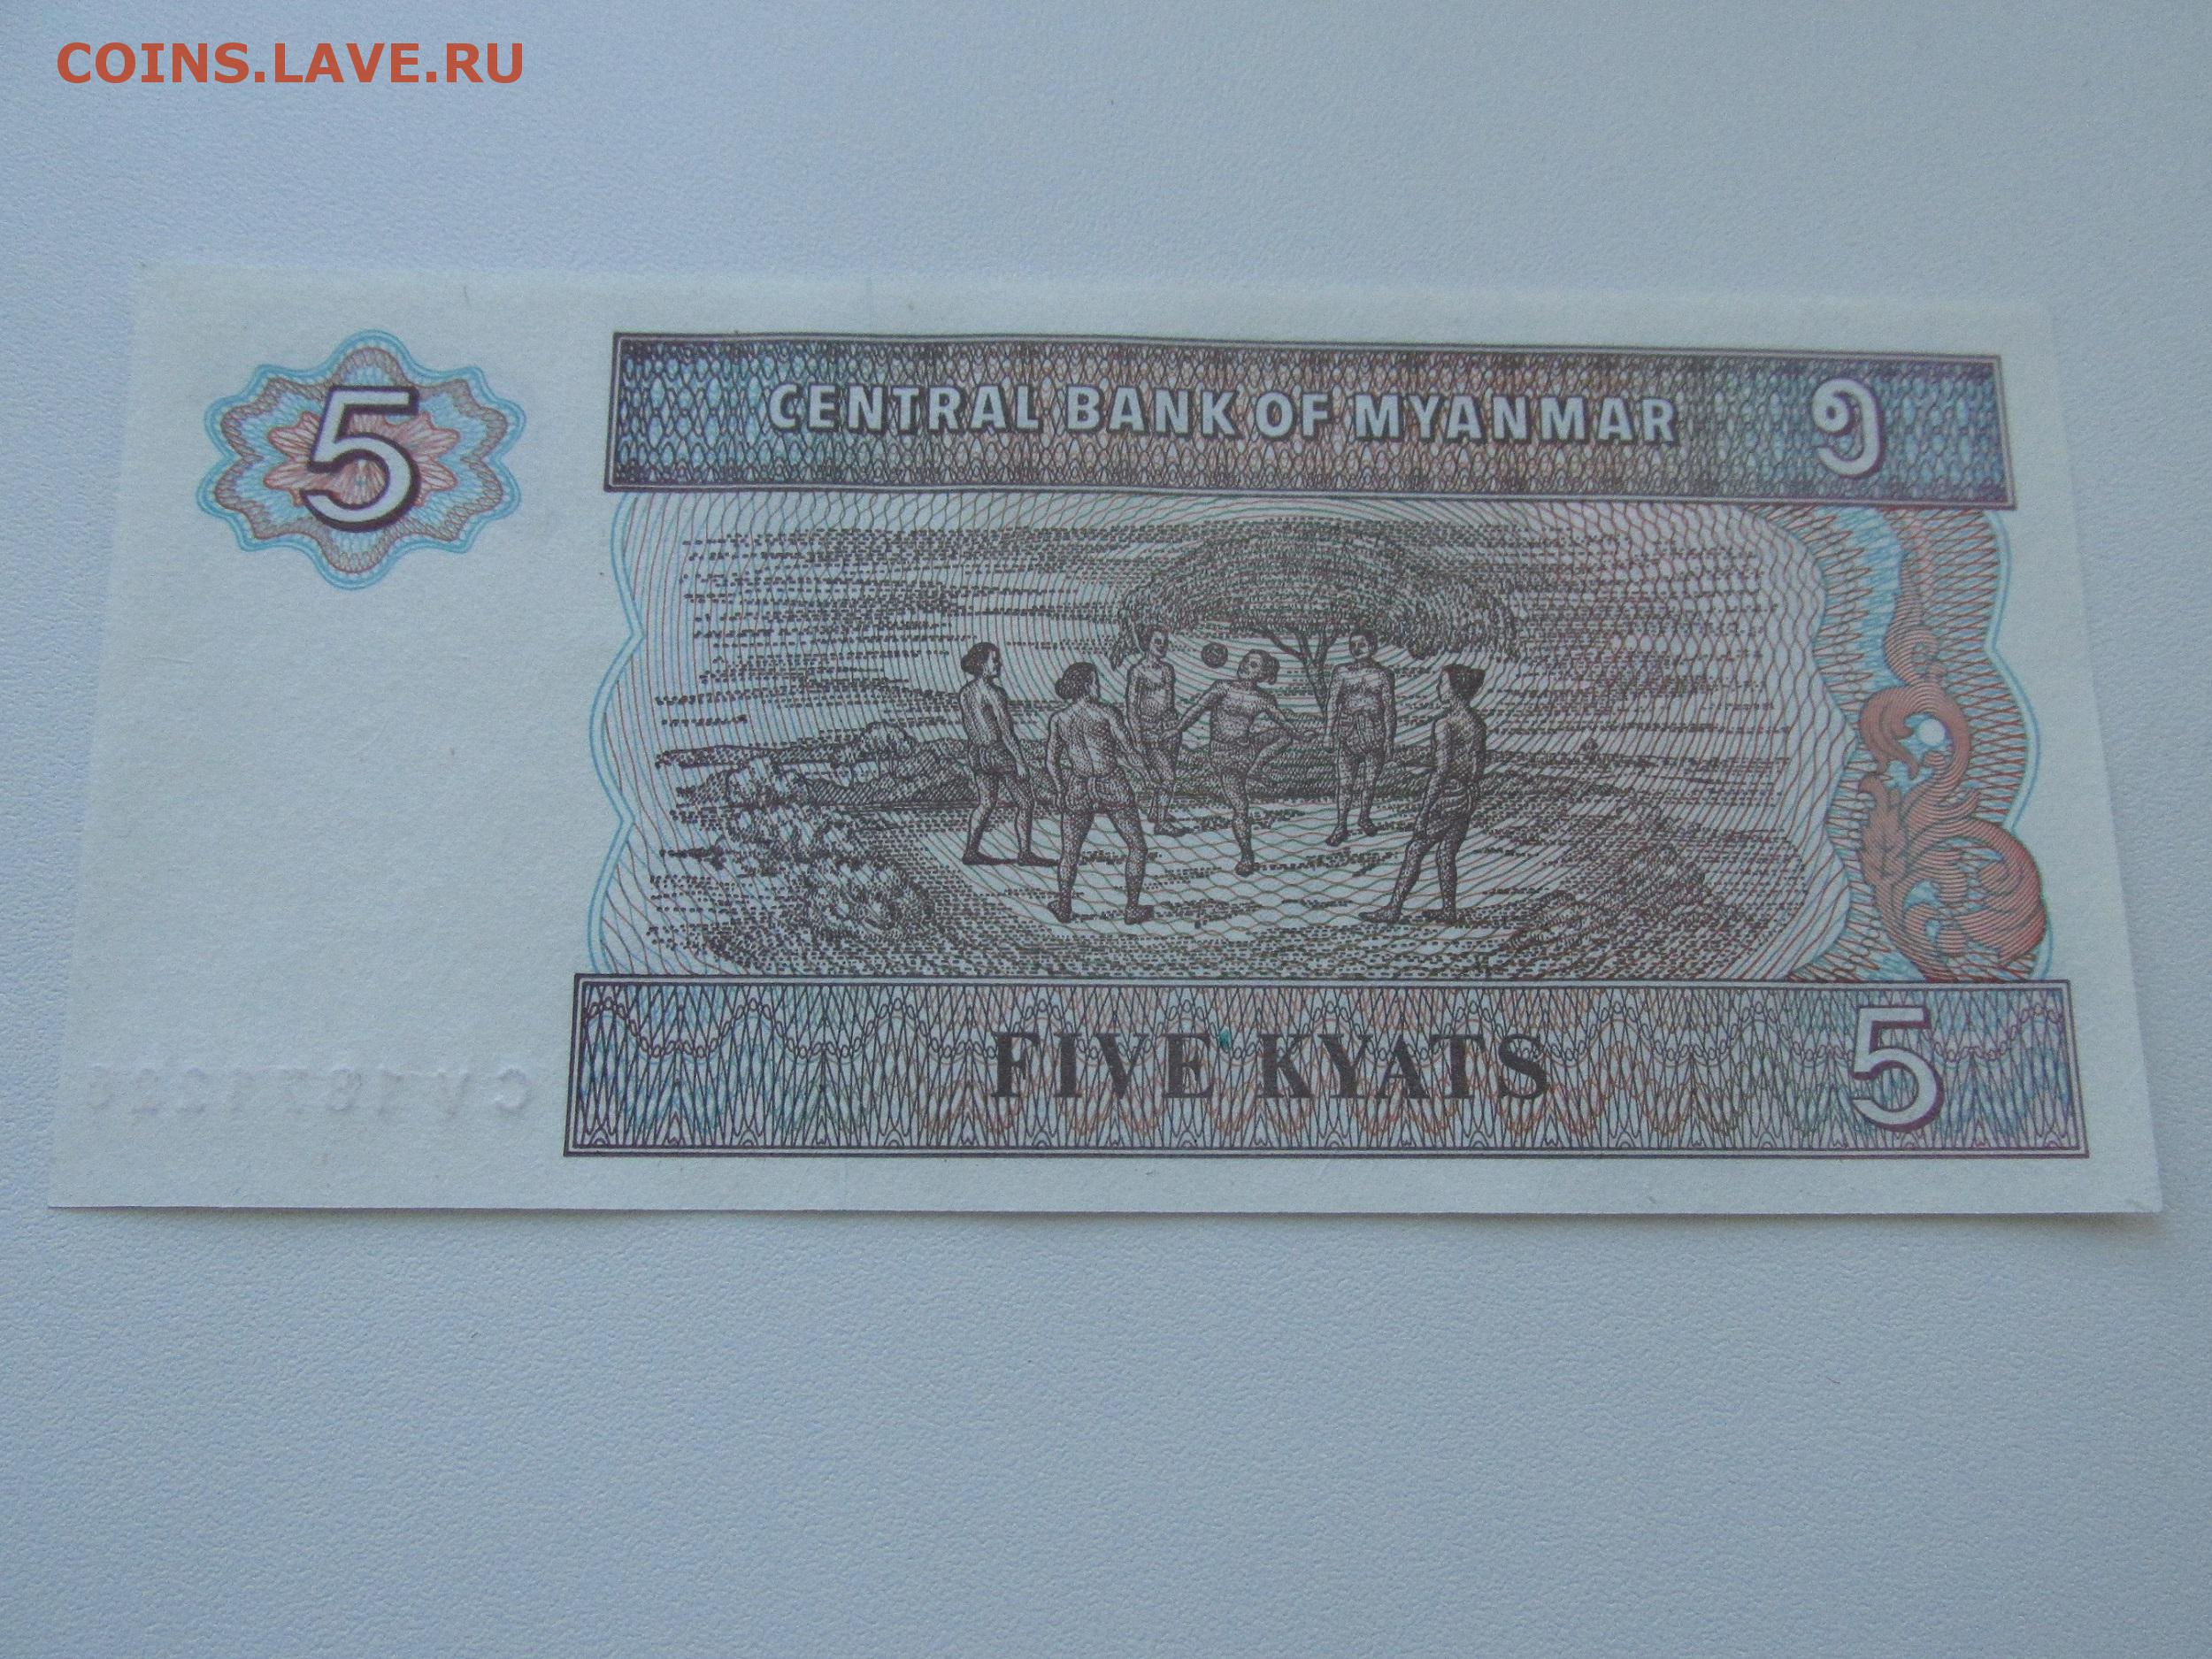 COINS.LAVE.RU
5
CENTRAL BANK OF MYANMAR ၅
FIVE KYATS 5